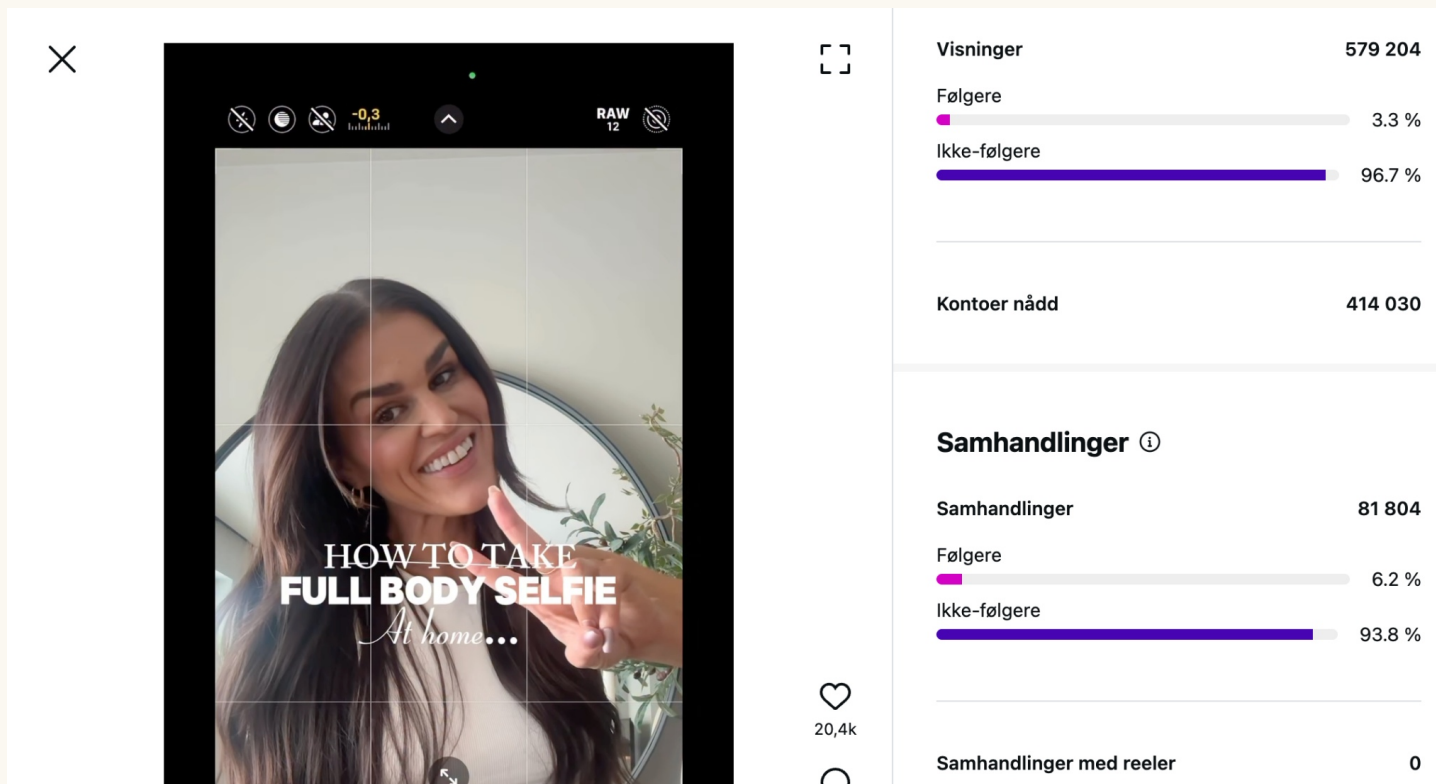 -0,3
RAW
12
HOW TO TAKE
FULL BODY SELFIE
At home...
20,4k
Visninger 579 204
Følgere
3.3 %
Ikke-følgere
96.7 %
Kontoer nådd 414 030
Samhandlinger
Samhandlinger 81 804
Følgere
6.2 %
Ikke-følgere
93.8 %
Samhandlinger med reeler 0